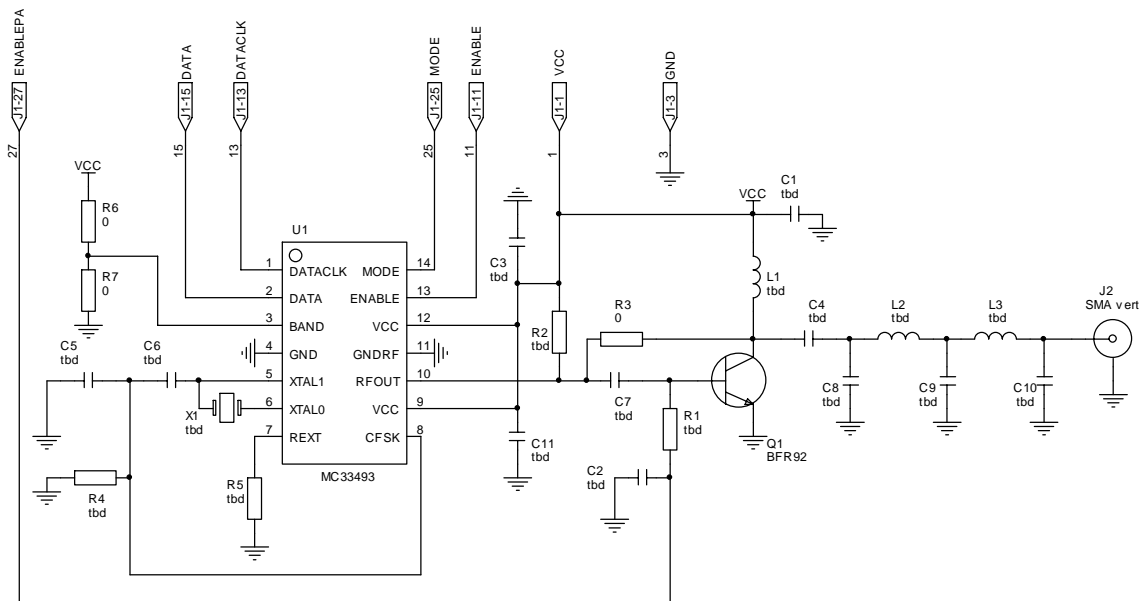 ENABLEPA
J1-27
27
DATA
J1-15
15
DATACLK
J1-13
13
MODE
J1-25
25
ENABLE
J1-11
11
VCC
J1-1
1
GND
J1-3
3
VCC
R6
0
R7
0
U1
1 DATACLK MODE 14
2 DATA ENABLE 13
3 BAND VCC 12
4 GND GNDRF 11
5 XTAL1 RFOUT 10
6 XTAL0 VCC 9
7 REXT CFSK 8
MC33493
C5
tbd
C6
tbd
X1
tbd
R4
tbd
R5
tbd
C3
tbd
C11
tbd
R2
tbd
R3
0
C7
tbd
R1
tbd
C2
tbd
VCC
C1
tbd
L1
tbd
Q1
BFR92
C4
tbd
C8
tbd
L2
tbd
C9
tbd
L3
tbd
C10
tbd
J2
SMA vert